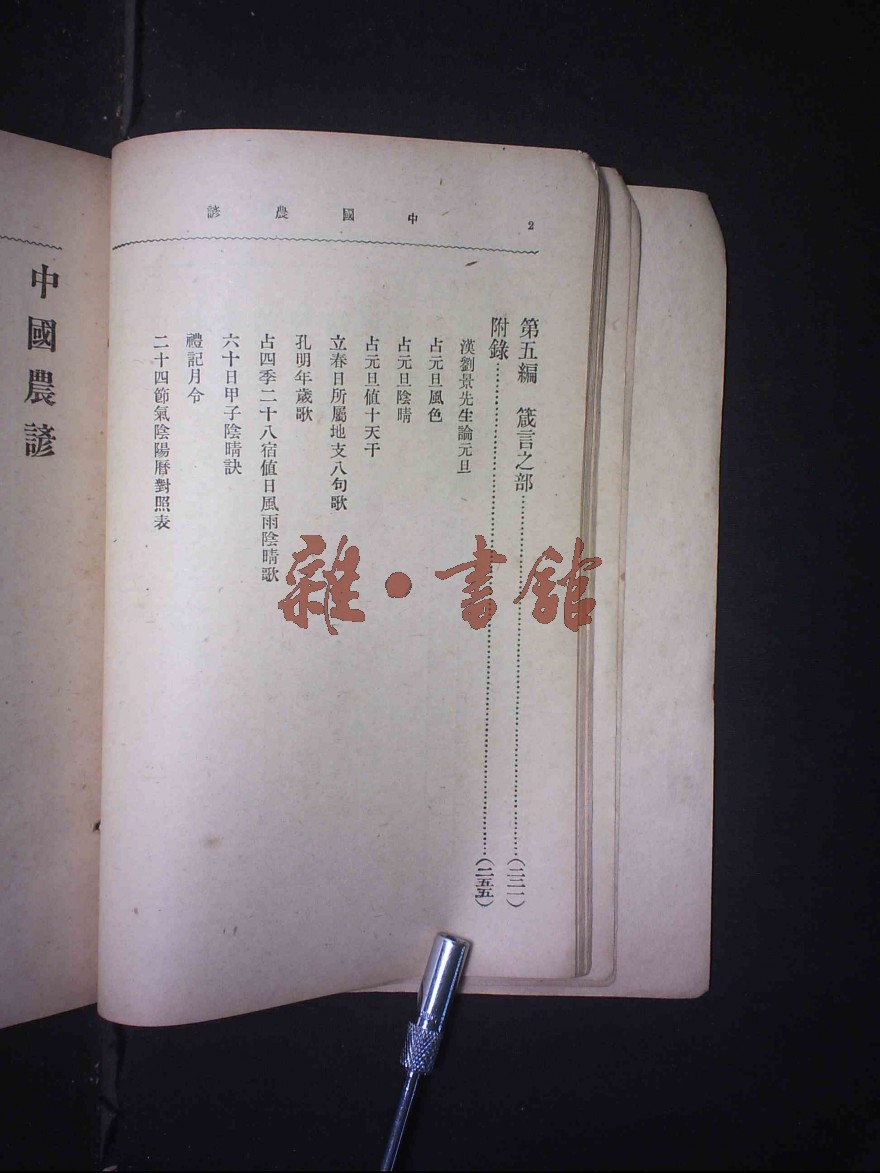 2 中國農諺
第五編　箴言之部……（二二一）
附錄……（二五五）
漢劉景先生論元旦
占元旦風色
占元旦陰晴
占元旦值十天干
立春日所屬地支八句歌
孔明年歲歌
占四季二十八宿值日風雨陰晴歌
六十日甲子陰晴訣
禮記月令
二十四節氣陰陽曆對照表
中國農諺
雜·書館